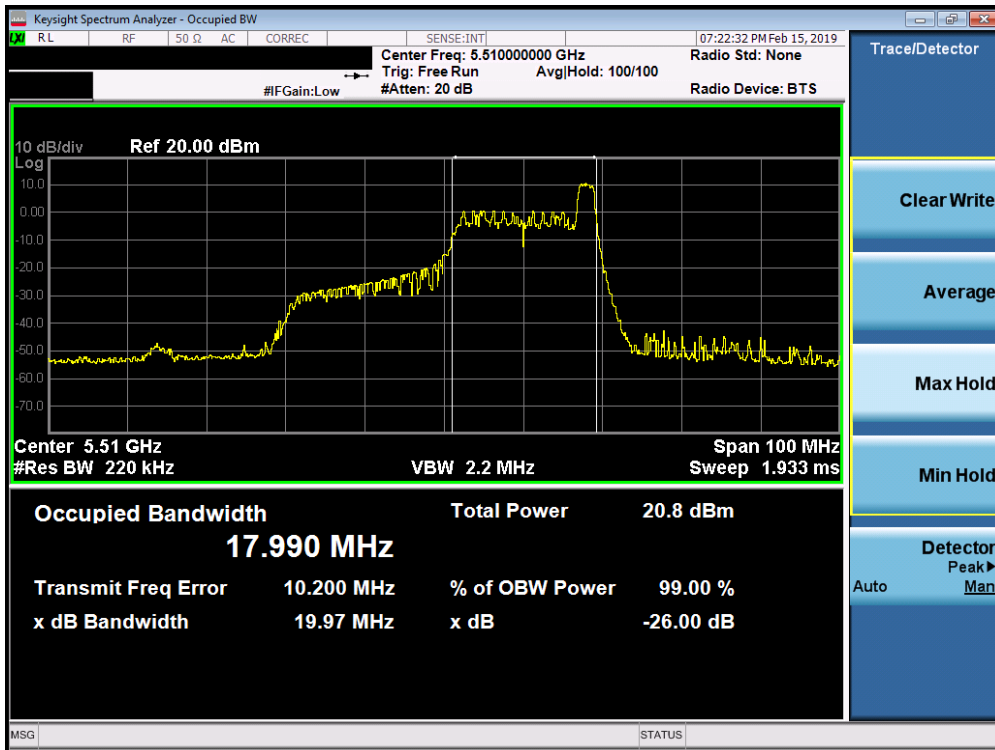 Keysight Spectrum Analyzer - Occupied BW
LXI RL RF 50 Ω AC CORREC SENSE:INT 07:22:32 PM Feb 15, 2019
Center Freq: 5.510000000 GHz Radio Std: None
Trig: Free Run Avg|Hold: 100/100
#IFGain:Low #Atten: 20 dB Radio Device: BTS
Trace/Detector
10 dB/div Ref 20.00 dBm
Log
10.0
0.00
-10.0
-20.0
-30.0
-40.0
-50.0
-60.0
-70.0
Center 5.51 GHz Span 100 MHz
#Res BW 220 kHz VBW 2.2 MHz Sweep 1.933 ms
Occupied Bandwidth Total Power 20.8 dBm
17.990 MHz
Transmit Freq Error 10.200 MHz % of OBW Power 99.00 %
x dB Bandwidth 19.97 MHz x dB -26.00 dB
Clear Write
Average
Max Hold
Min Hold
Detector
Peak▶
Auto Man
MSG STATUS